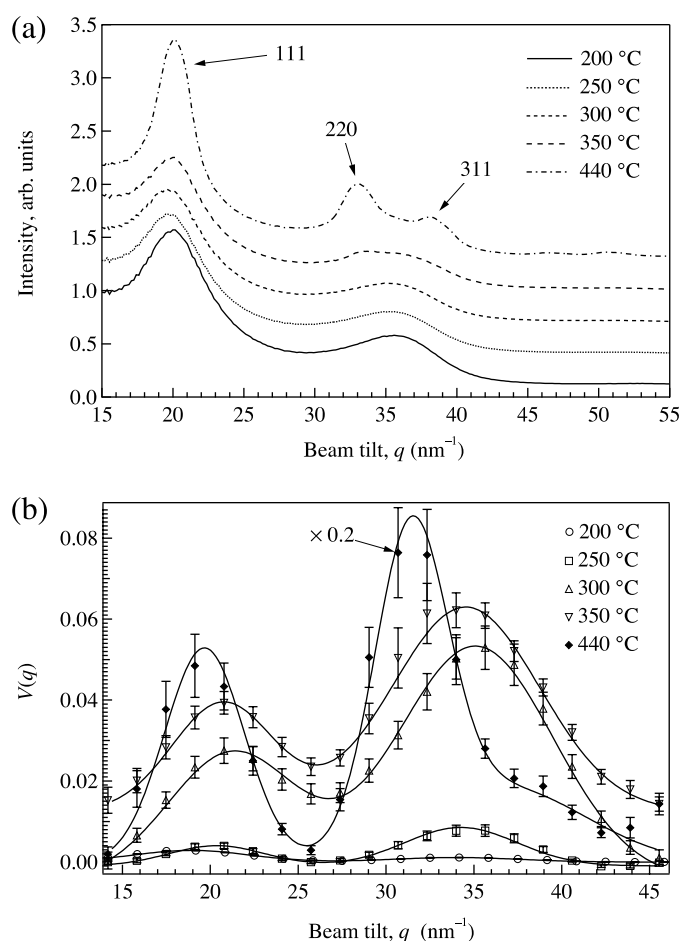 (a)
3.5
3.0
2.5
2.0
1.5
1.0
0.5
0.0
Intensity, arb. units
111
220
311
200 °C
250 °C
300 °C
350 °C
440 °C
15 20 25 30 35 40 45 50 55
Beam tilt, q (nm⁻¹)
(b)
0.08
0.06
0.04
0.02
0.00
V(q)
× 0.2
200 °C
250 °C
300 °C
350 °C
440 °C
15 20 25 30 35 40 45
Beam tilt, q (nm⁻¹)